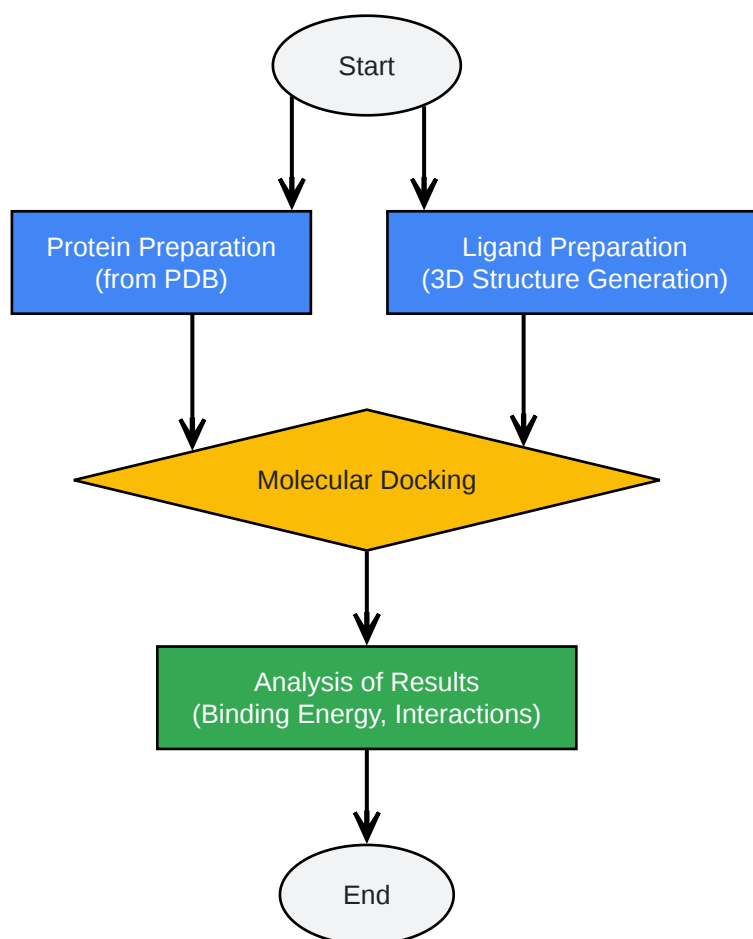 Start
Protein Preparation
(from PDB)
Ligand Preparation
(3D Structure Generation)
Molecular Docking
Analysis of Results
(Binding Energy, Interactions)
End